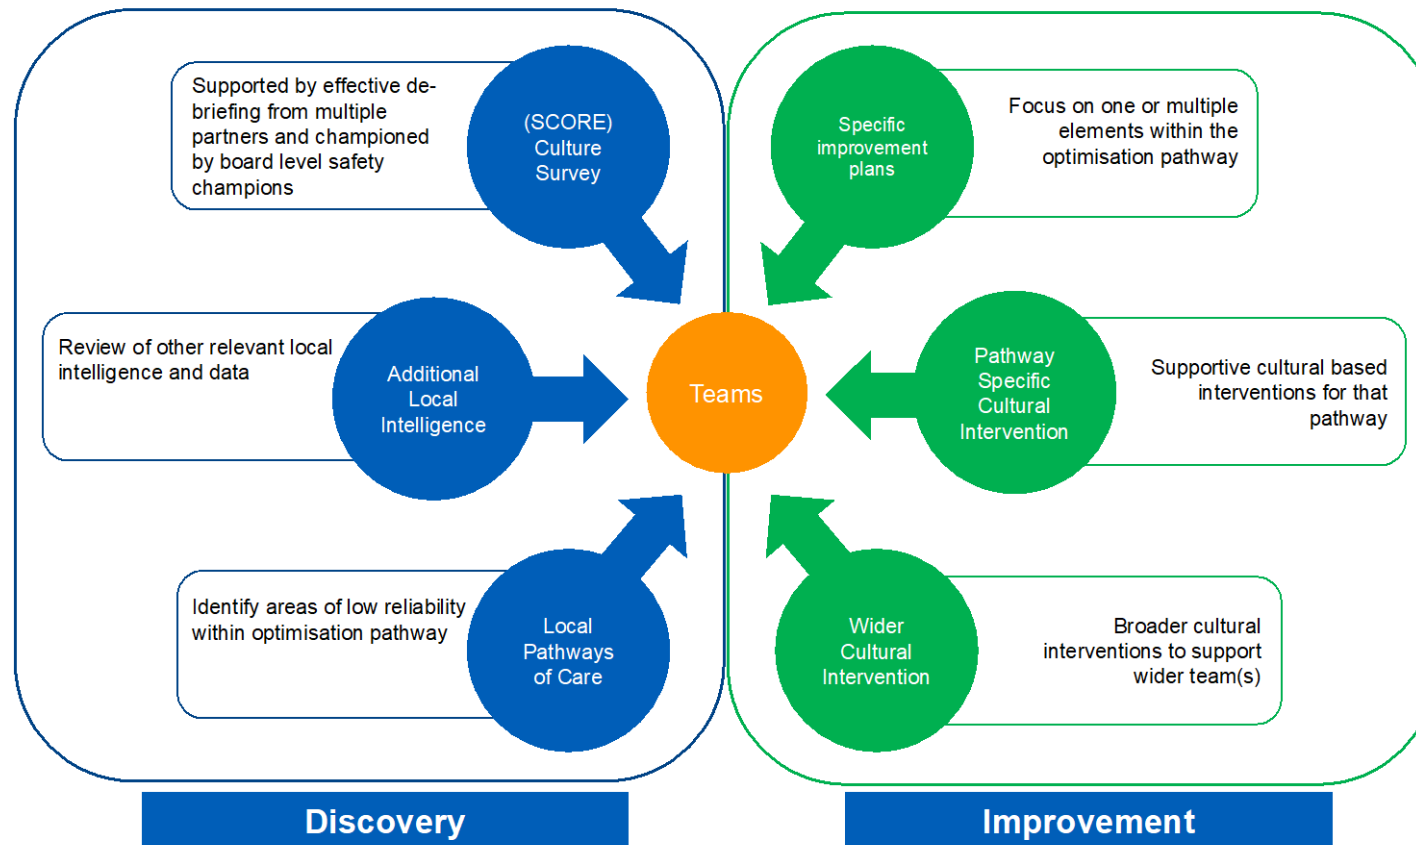 Supported by effective de-
briefing from multiple
partners and championed
by board level safety
champions
(SCORE)
Culture
Survey
Review of other relevant local
intelligence and data
Additional
Local
Intelligence
Identify areas of low reliability
within optimisation pathway
Local
Pathways
of Care
Teams
Specific
improvement
plans
Focus on one or multiple
elements within the
optimisation pathway
Pathway
Specific
Cultural
Intervention
Supportive cultural based
interventions for that
pathway
Wider
Cultural
Intervention
Broader cultural
interventions to support
wider team(s)
Discovery
Improvement